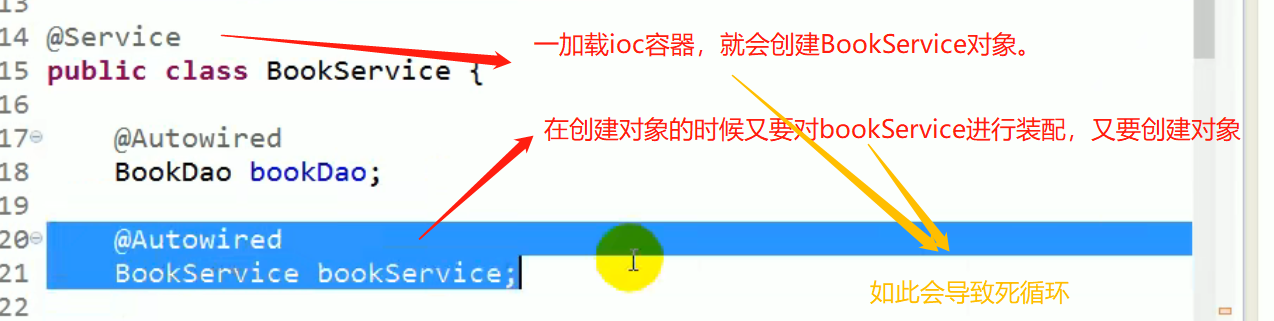 13
14 @Service
一加载ioc容器，就会创建BookService对象。
15 public class BookService {
16
17 @Autowired
在创建对象的时候又要对bookService进行装配，又要创建对象
18 BookDao bookDao;
19
20 @Autowired
21 BookService bookService;
如此会导致死循环
22